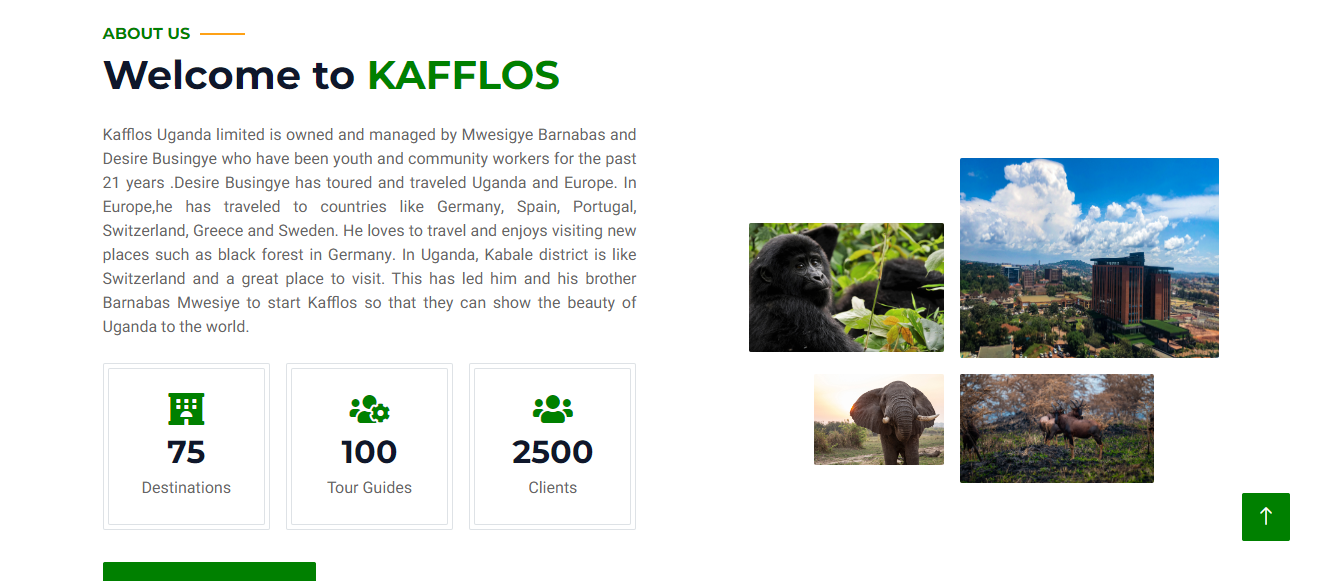 ABOUT US
Welcome to KAFFLOS
Kafflos Uganda limited is owned and managed by Mwesigye Barnabas and
Desire Busingye who have been youth and community workers for the past
21 years .Desire Busingye has toured and traveled Uganda and Europe. In
Europe,he has traveled to countries like Germany, Spain, Portugal,
Switzerland, Greece and Sweden. He loves to travel and enjoys visiting new
places such as black forest in Germany. In Uganda, Kabale district is like
Switzerland and a great place to visit. This has led him and his brother
Barnabas Mwesiye to start Kafflos so that they can show the beauty of
Uganda to the world.
75
Destinations
100
Tour Guides
2500
Clients